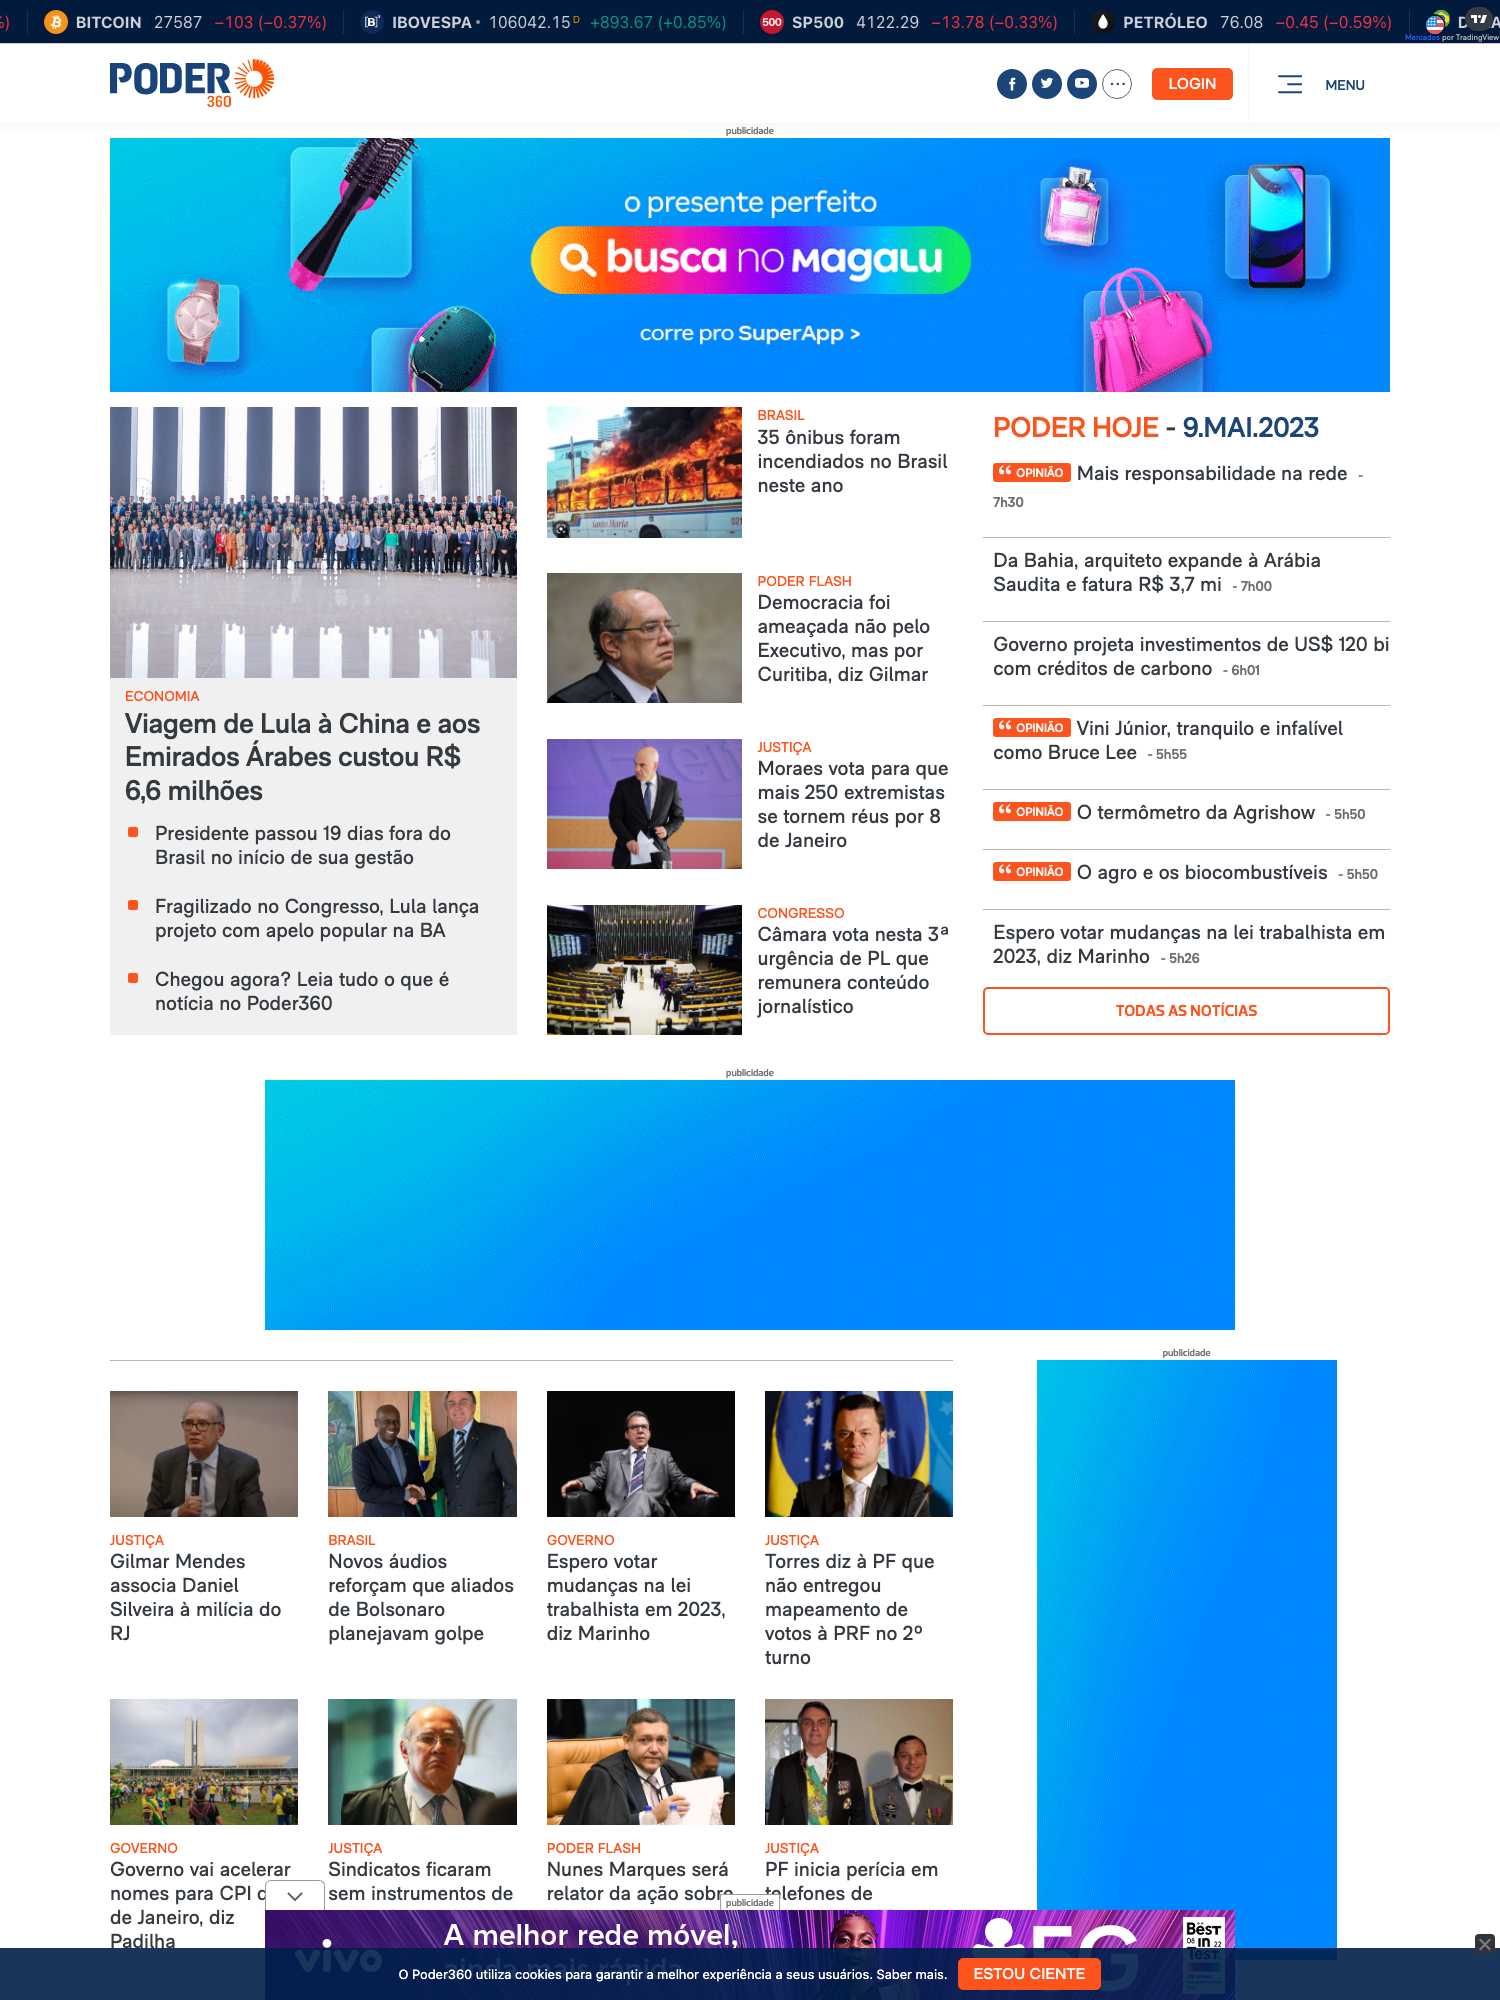 %)
BITCOIN 27587 −103 (−0.37%)
IBOVESPA 106042.15 D +893.67 (+0.85%)
500 SP500 4122.29 −13.78 (−0.33%)
PETRÓLEO 76.08 −0.45 (−0.59%)
Mercados por TradingView
PODER
360
LOGIN
MENU
publicidade
o presente perfeito
busca no Magalu
corre pro SuperApp >
ECONOMIA
Viagem de Lula à China e aos
Emirados Árabes custou R$
6,6 milhões
Presidente passou 19 dias fora do
Brasil no início de sua gestão
Fragilizado no Congresso, Lula lança
projeto com apelo popular na BA
Chegou agora? Leia tudo o que é
notícia no Poder360
Santa Maria
BRASIL
35 ônibus foram
incendiados no Brasil
neste ano
PODER FLASH
Democracia foi
ameaçada não pelo
Executivo, mas por
Curitiba, diz Gilmar
JUSTIÇA
Moraes vota para que
mais 250 extremistas
se tornem réus por 8
de Janeiro
CONGRESSO
Câmara vota nesta 3ª
urgência de PL que
remunera conteúdo
jornalístico
PODER HOJE - 9.MAI.2023
OPINIÃO Mais responsabilidade na rede -
7h30
Da Bahia, arquiteto expande à Arábia
Saudita e fatura R$ 3,7 mi - 7h00
Governo projeta investimentos de US$ 120 bi
com créditos de carbono - 6h01
OPINIÃO Vini Júnior, tranquilo e infalível
como Bruce Lee - 5h55
OPINIÃO O termômetro da Agrishow - 5h50
OPINIÃO O agro e os biocombustíveis - 5h50
Espero votar mudanças na lei trabalhista em
2023, diz Marinho - 5h26
TODAS AS NOTÍCIAS
publicidade
publicidade
JUSTIÇA
Gilmar Mendes
associa Daniel
Silveira à milícia do
RJ
BRASIL
Novos áudios
reforçam que aliados
de Bolsonaro
planejavam golpe
GOVERNO
Espero votar
mudanças na lei
trabalhista em 2023,
diz Marinho
JUSTIÇA
Torres diz à PF que
não entregou
mapeamento de
votos à PRF no 2º
turno
GOVERNO
Governo vai acelerar
nomes para CPI
de Janeiro, diz
Padilha
JUSTIÇA
Sindicatos ficaram
sem instrumentos de
PODER FLASH
Nunes Marques será
relator da ação sobre
JUSTIÇA
PF inicia perícia em
telefones de
publicidade
A melhor rede móvel,
ainda mais rápida
vivo
5G
Best
08 in 22
Test
O Poder360 utiliza cookies para garantir a melhor experiência a seus usuários. Saber mais.
ESTOU CIENTE